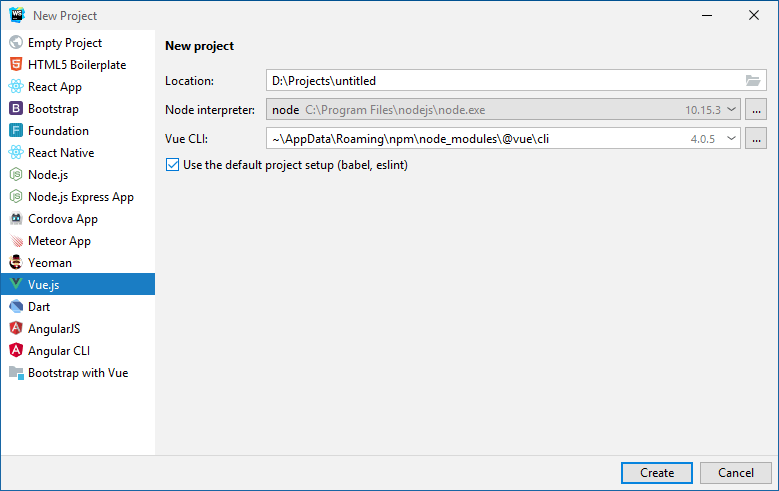 New Project
Empty Project
HTML5 Boilerplate
React App
Bootstrap
Foundation
React Native
Node.js
Node.js Express App
Cordova App
Meteor App
Yeoman
Vue.js
Dart
AngularJS
Angular CLI
Bootstrap with Vue
New project
Location: D:\Projects\untitled
Node interpreter: node C:\Program Files\nodejs\node.exe 10.15.3 ...
Vue CLI: ~\AppData\Roaming\npm\node_modules\@vue\cli 4.0.5 ...
Use the default project setup (babel, eslint)
Create Cancel